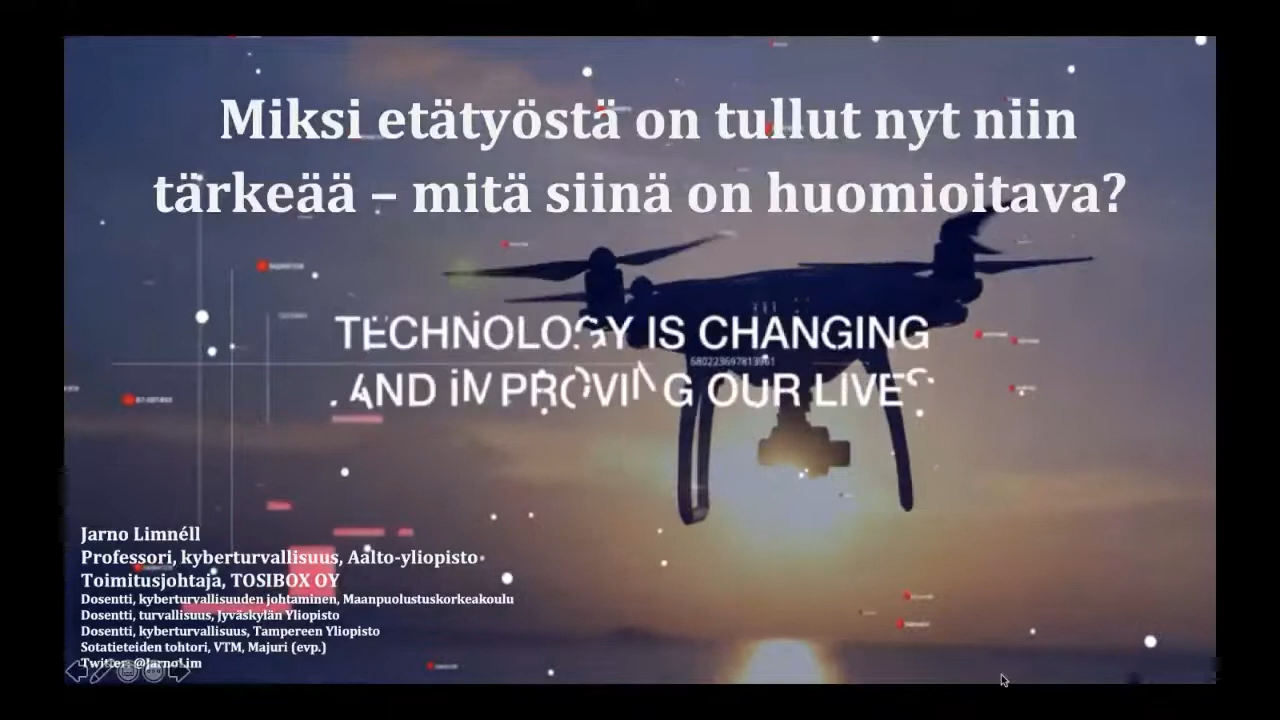 Miksi etätyöstä on tullut nyt niin
tärkeää – mitä siinä on huomioitava?
TECHNOLOGY IS CHANGING
680223697813961
AND iMPROVING OUR LIVES
Jarno Limnéll
Professori, kyberturvallisuus, Aalto-yliopisto
Toimitusjohtaja, TOSIBOX OY
Dosentti, kyberturvallisuuden johtaminen, Maanpuolustuskorkeakoulu
Dosentti, turvallisuus, Jyväskylän Yliopisto
Dosentti, kyberturvallisuus, Tampereen Yliopisto
Sotatieteiden tohtori, VTM, Majuri (evp.)
Twitter: @JarnoLim